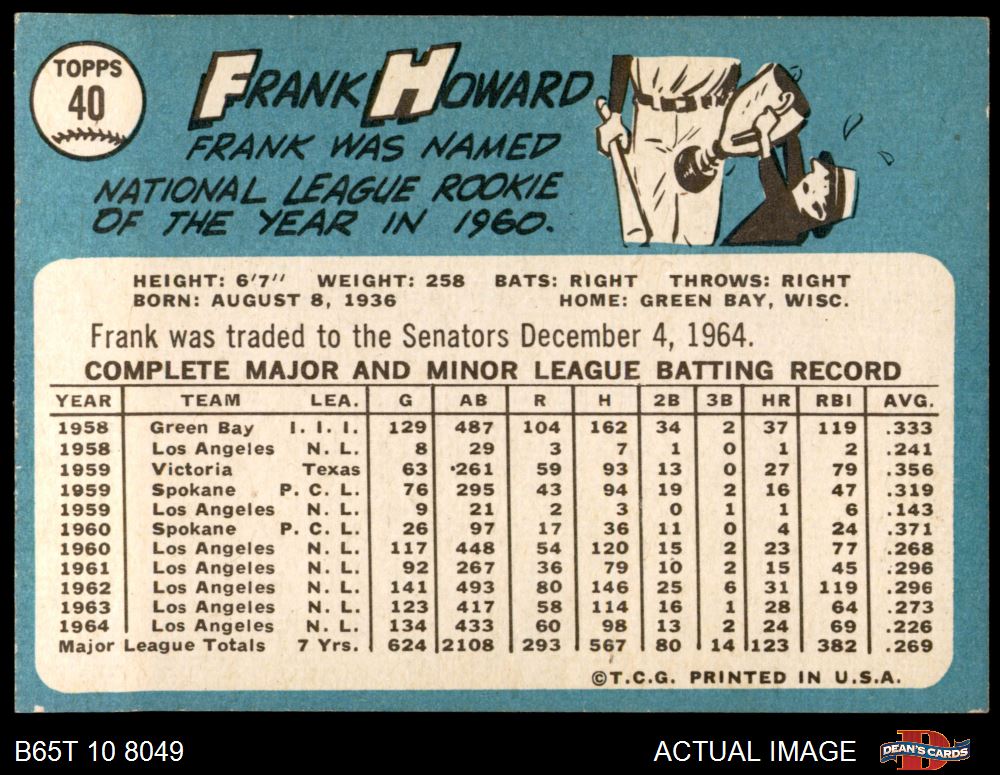 TOPPS
40
FRANK HOWARD
FRANK WAS NAMED
NATIONAL LEAGUE ROOKIE
OF THE YEAR IN 1960.
HEIGHT: 6'7" WEIGHT: 258 BATS: RIGHT THROWS: RIGHT
BORN: AUGUST 8, 1936 HOME: GREEN BAY, WISC.
Frank was traded to the Senators December 4, 1964.
COMPLETE MAJOR AND MINOR LEAGUE BATTING RECORD
YEAR TEAM LEA. G AB R H 2B 3B HR RBI AVG.
1958 Green Bay I. I. I. 129 487 104 162 34 2 37 119 .333
1958 Los Angeles N. L. 8 29 3 7 1 0 1 2 .241
1959 Victoria Texas 63 261 59 93 13 0 27 79 .356
1959 Spokane P. C. L. 76 295 43 94 19 2 16 47 .319
1959 Los Angeles N. L. 9 21 2 3 0 1 1 6 .143
1960 Spokane P. C. L. 26 97 17 36 11 0 4 24 .371
1960 Los Angeles N. L. 117 448 54 120 15 2 23 77 .268
1961 Los Angeles N. L. 92 267 36 79 10 2 15 45 .296
1962 Los Angeles N. L. 141 493 80 146 25 6 31 119 .296
1963 Los Angeles N. L. 123 417 58 114 16 1 28 64 .273
1964 Los Angeles N. L. 134 433 60 98 13 2 24 69 .226
Major League Totals 7 Yrs. 624 2108 293 567 80 14 123 382 .269
©T.C.G. PRINTED IN U.S.A.
B65T 10 8049 ACTUAL IMAGE DEAN'S CARDS